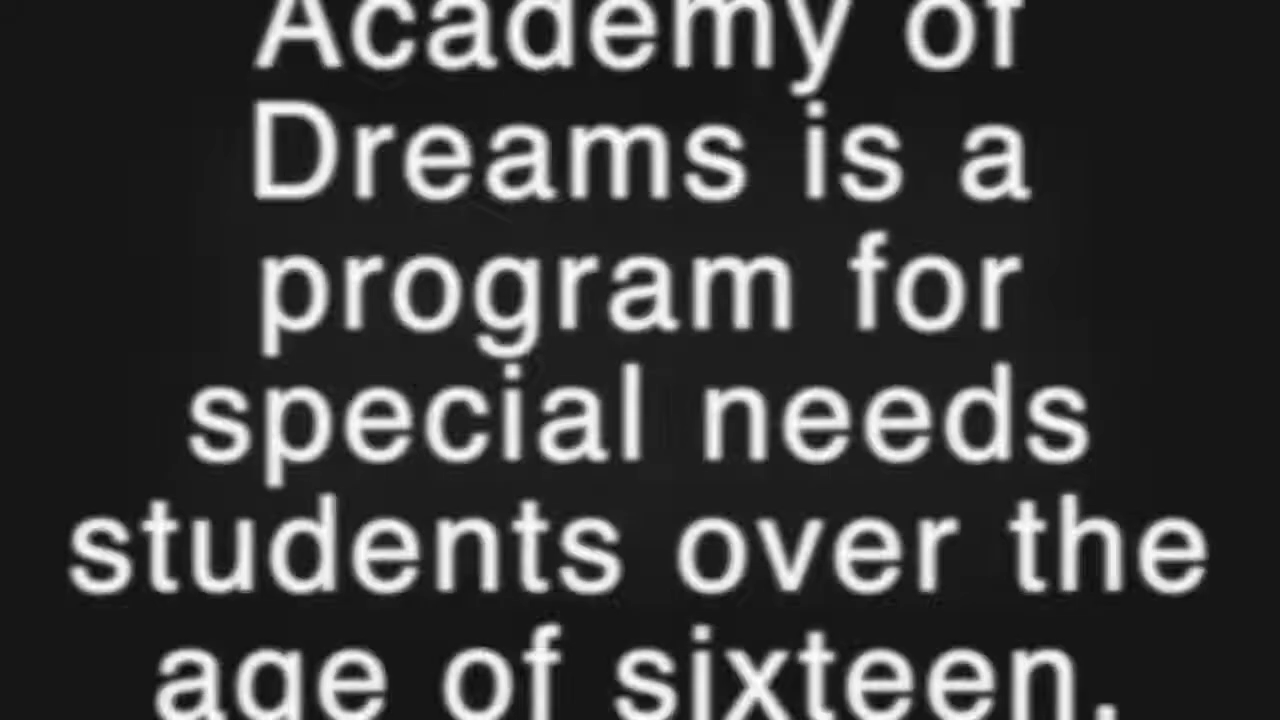 Academy of
Dreams is a
program for
special needs
students over the
age of sixteen.